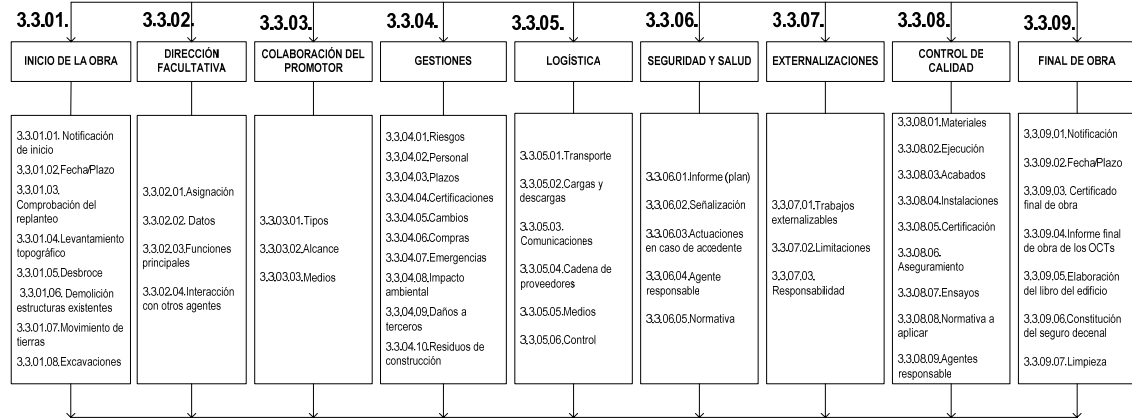 3.3.01.
INICIO DE LA OBRA
3.3.01.01. Notificación
de inicio
3.3.01.02.Fecha/Plazo
3.3.01.03.
Comprobación del
replanteo
3.3.01.04.Levantamiento
topográfico
3.3.01.05.Desbroce
3.3.01.06. Demolición
estructuras existentes
3.3.01.07.Movimiento de
tierras
3.3.01.08.Excavaciones
3.3.02.
DIRECCIÓN
FACULTATIVA
3.3.02.01.Asignación
3.3.02.02. Datos
3.3.02.03.Funciones
principales
3.3.02.04.Interacción
con otros agentes
3.3.03.
COLABORACIÓN DEL
PROMOTOR
3.3.03.01.Tipos
3.3.03.02.Alcance
3.3.03.03.Medios
3.3.04.
GESTIONES
3.3.04.01.Riesgos
3.3.04.02.Personal
3.3.04.03.Plazos
3.3.04.04.Certificaciones
3.3.04.05.Cambios
3.3.04.06.Compras
3.3.04.07.Emergencias
3.3.04.08.Impacto
ambiental
3.3.04.09.Daños a
terceros
3.3.04.10.Residuos de
construcción
3.3.05.
LOGÍSTICA
3.3.05.01.Transporte
3.3.05.02.Cargas y
descargas
3.3.05.03.
Comunicaciones
3.3.05.04.Cadena de
proveedores
3.3.05.05.Medios
3.3.05.06.Control
3.3.06.
SEGURIDAD Y SALUD
3.3.06.01.Informe (plan)
3.3.06.02.Señalización
3.3.06.03.Actuaciones
en caso de accedente
3.3.06.04.Agente
responsable
3.3.06.05.Normativa
3.3.07.
EXTERNALIZACIONES
3.3.07.01.Trabajos
externalizables
3.3.07.02.Limitaciones
3.3.07.03.
Responsabilidad
3.3.08.
CONTROL DE
CALIDAD
3.3.08.01.Materiales
3.3.08.02.Ejecución
3.3.08.03.Acabados
3.3.08.04.Instalaciones
3.3.08.05.Certificación
3.3.08.06.
Aseguramiento
3.3.08.07.Ensayos
3.3.08.08.Normativa a
aplicar
3.3.08.09.Agentes
responsable
3.3.09.
FINAL DE OBRA
3.3.09.01.Notificación
3.3.09.02.Fecha/Plazo
3.3.09.03. Certificado
final de obra
3.3.09.04.Informe final
de obra de los OCTs
3.3.09.05.Elaboración
del libro del edificio
3.3.09.06.Constitución
del seguro decenal
3.3.09.07.Limpieza